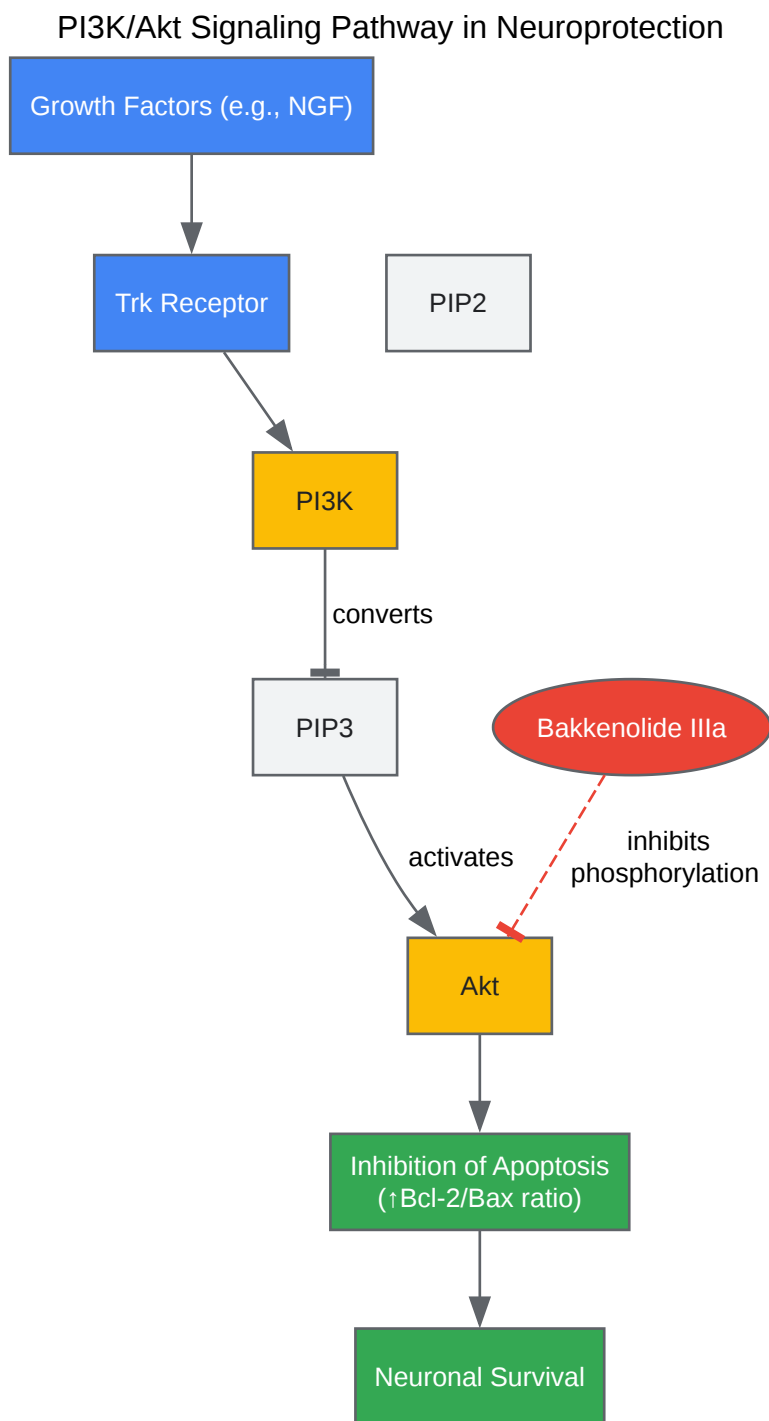 PI3K/Akt Signaling Pathway in Neuroprotection
Growth Factors (e.g., NGF)
Trk Receptor
PIP2
PI3K
converts
PIP3
Bakkenolide IIIa
activates
inhibits
phosphorylation
Akt
Inhibition of Apoptosis
(↑Bcl-2/Bax ratio)
Neuronal Survival